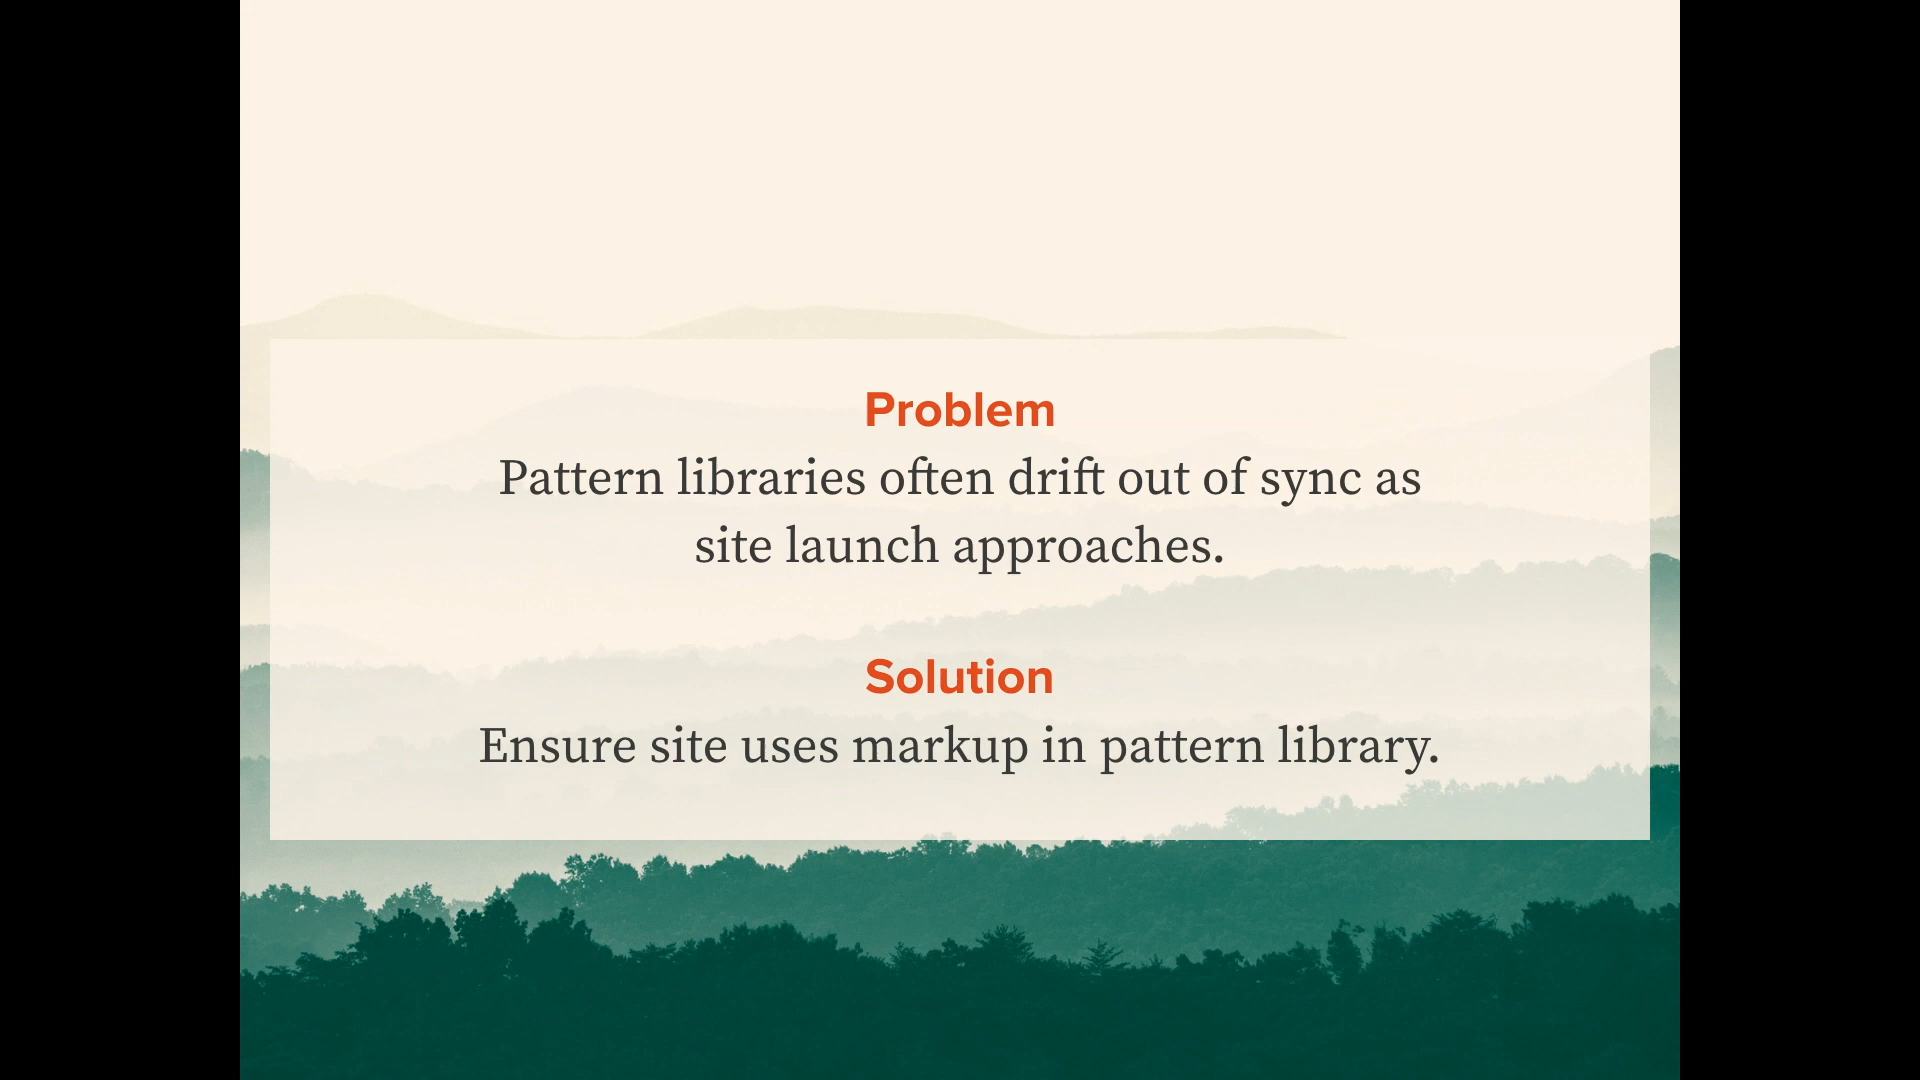 Problem
Pattern libraries often drift out of sync as
site launch approaches.
Solution
Ensure site uses markup in pattern library.